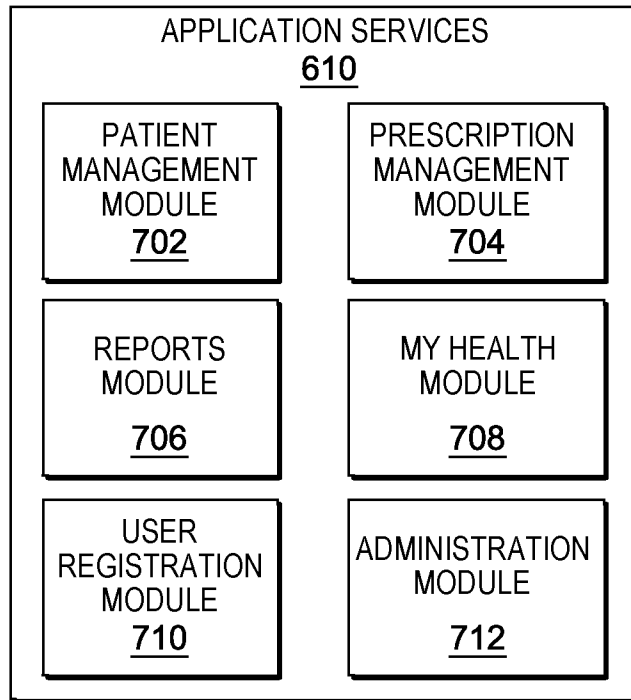 APPLICATION SERVICES
610
PATIENT
MANAGEMENT
MODULE
702
PRESCRIPTION
MANAGEMENT
MODULE
704
REPORTS
MODULE
706
MY HEALTH
MODULE
708
USER
REGISTRATION
MODULE
710
ADMINISTRATION
MODULE
712